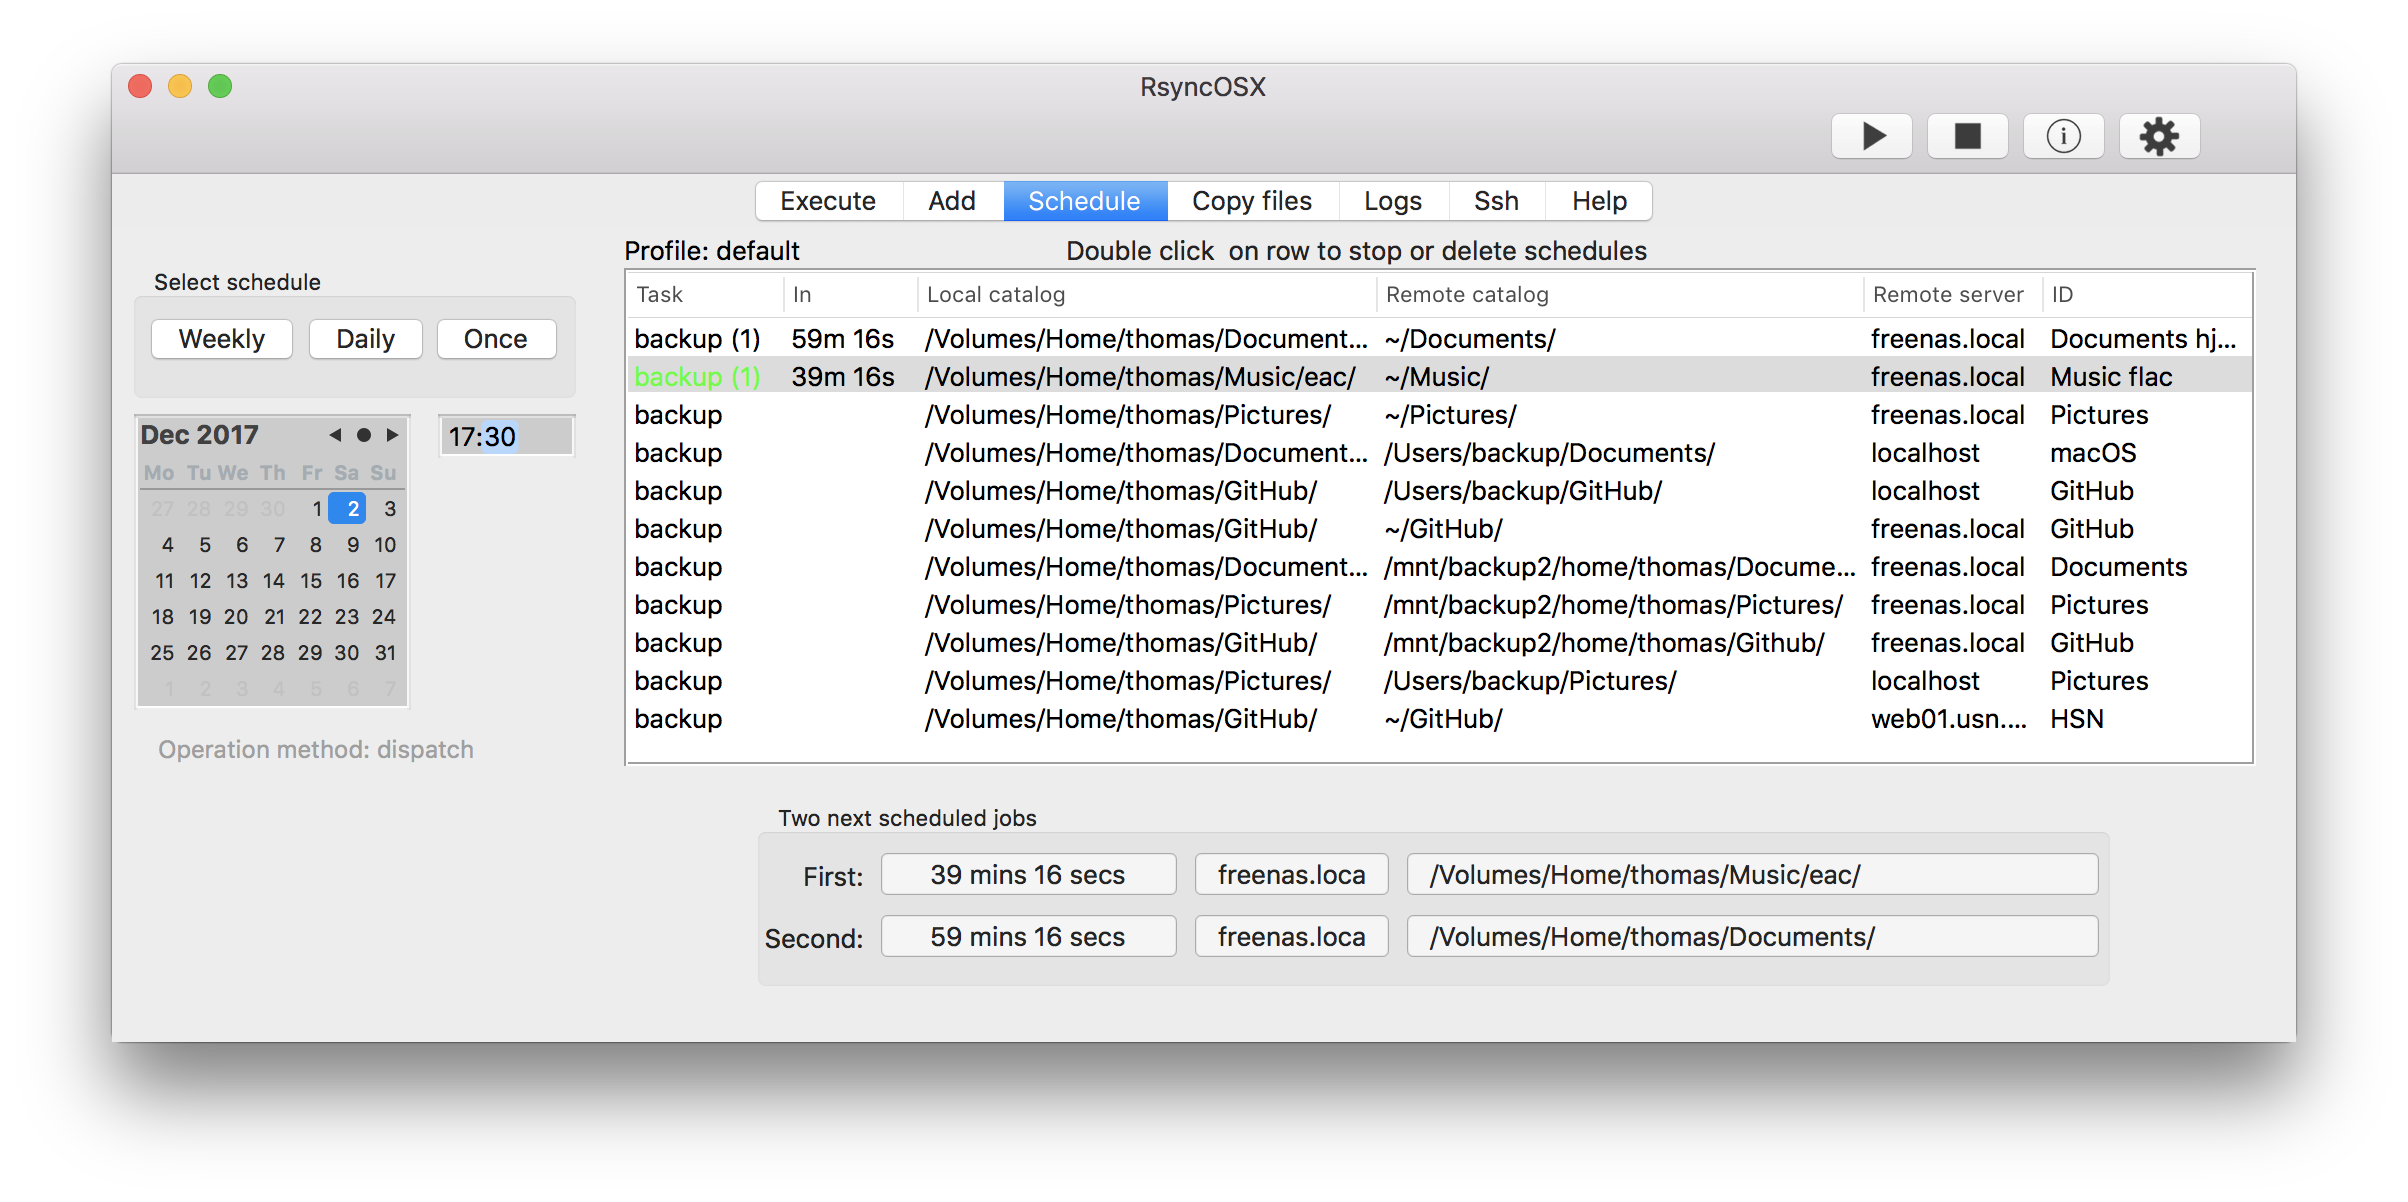 RsyncOSX
Execute Add Schedule Copy files Logs Ssh Help
Profile: default Double click on row to stop or delete schedules
Select schedule
Weekly Daily Once
Dec 2017
Mo Tu We Th Fr Sa Su
27 28 29 30 1 2 3
4 5 6 7 8 9 10
11 12 13 14 15 16 17
18 19 20 21 22 23 24
25 26 27 28 29 30 31
1 2 3 4 5 6 7
17:30
Operation method: dispatch
Task In Local catalog Remote catalog Remote server ID
backup (1) 59m 16s /Volumes/Home/thomas/Document... ~/Documents/ freenas.local Documents hj...
backup (1) 39m 16s /Volumes/Home/thomas/Music/eac/ ~/Music/ freenas.local Music flac
backup /Volumes/Home/thomas/Pictures/ ~/Pictures/ freenas.local Pictures
backup /Volumes/Home/thomas/Document... /Users/backup/Documents/ localhost macOS
backup /Volumes/Home/thomas/GitHub/ /Users/backup/GitHub/ localhost GitHub
backup /Volumes/Home/thomas/GitHub/ ~/GitHub/ freenas.local GitHub
backup /Volumes/Home/thomas/Document... /mnt/backup2/home/thomas/Docume... freenas.local Documents
backup /Volumes/Home/thomas/Pictures/ /mnt/backup2/home/thomas/Pictures/ freenas.local Pictures
backup /Volumes/Home/thomas/GitHub/ /mnt/backup2/home/thomas/Github/ freenas.local GitHub
backup /Volumes/Home/thomas/Pictures/ /Users/backup/Pictures/ localhost Pictures
backup /Volumes/Home/thomas/GitHub/ ~/GitHub/ web01.usn.... HSN
Two next scheduled jobs
First: 39 mins 16 secs freenas.loca /Volumes/Home/thomas/Music/eac/
Second: 59 mins 16 secs freenas.loca /Volumes/Home/thomas/Documents/